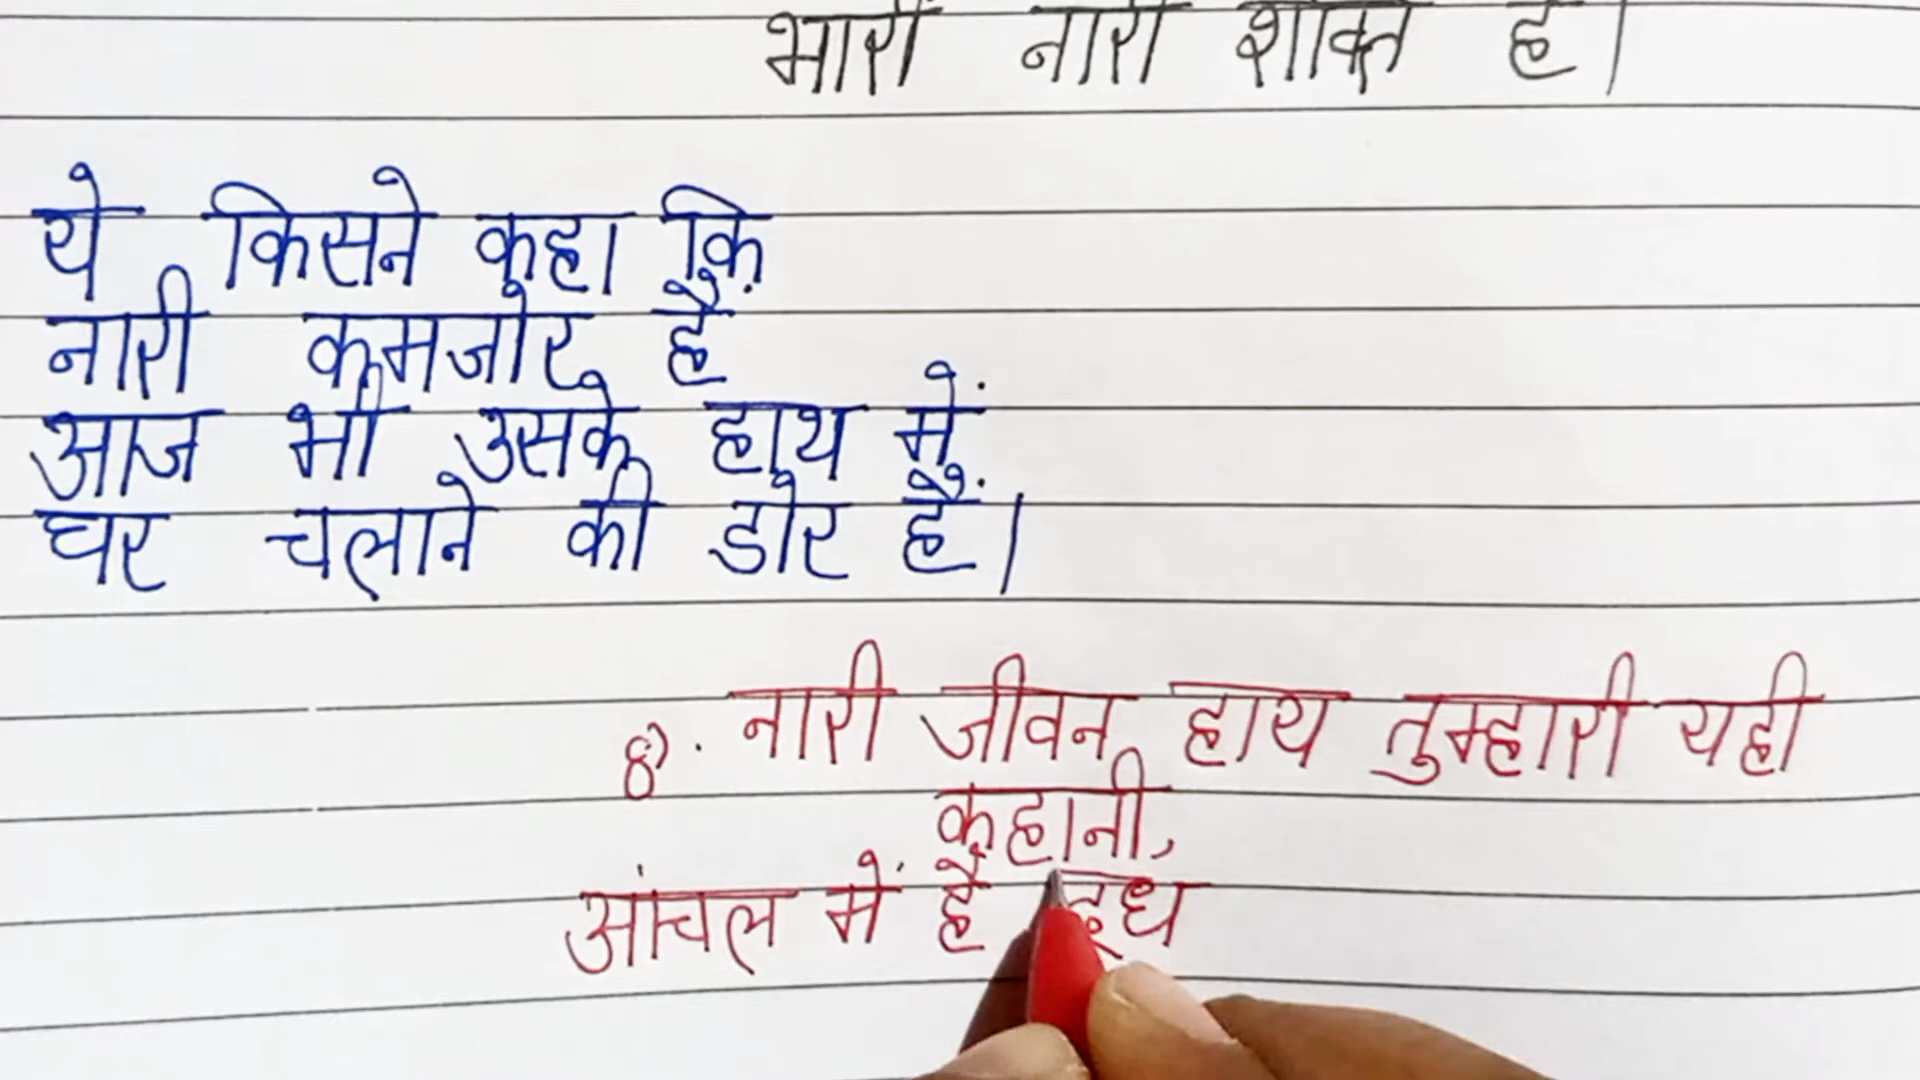 भारी नारी शक्ति है।
ये किसने कहा कि
नारी कमजोर है
आज भी उसके हाथ में
घर चलाने की डोर हैं।
8). नारी जीवन हाय तुम्हारी यही
कहानी,
आंचल में है दूध